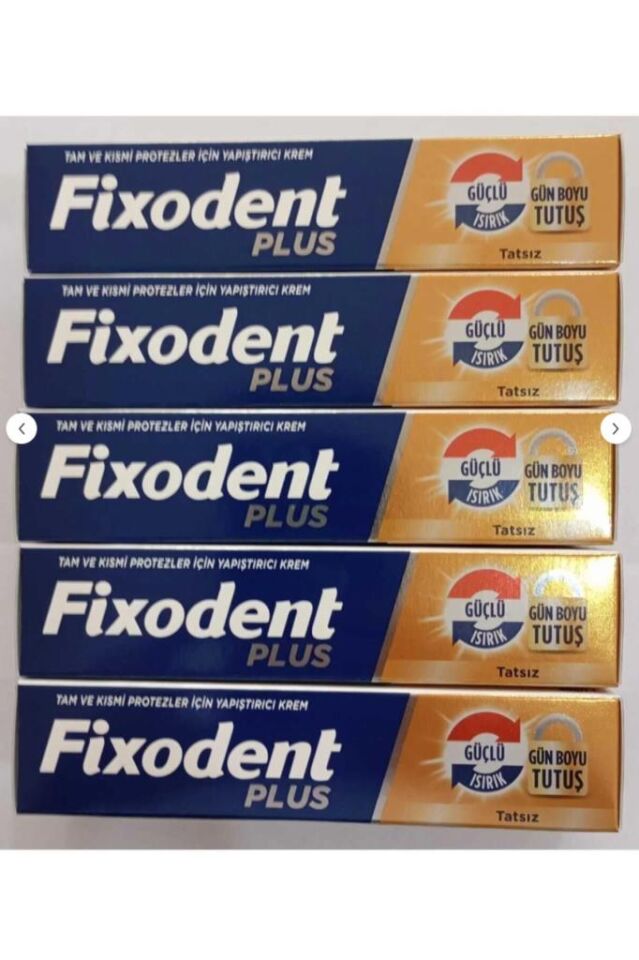 TAM VE KISMİ PROTEZLER İÇİN YAPIŞTIRICI KREM
Fixodent
PLUS
GÜÇLÜ
ISIRIK
GÜN BOYU
TUTUŞ
Tatsız
TAM VE KISMİ PROTEZLER İÇİN YAPIŞTIRICI KREM
Fixodent
PLUS
GÜÇLÜ
ISIRIK
GÜN BOYU
TUTUŞ
Tatsız
TAM VE KISMİ PROTEZLER İÇİN YAPIŞTIRICI KREM
Fixodent
PLUS
GÜÇLÜ
ISIRIK
GÜN BOYU
TUTUŞ
Tatsız
TAM VE KISMİ PROTEZLER İÇİN YAPIŞTIRICI KREM
Fixodent
PLUS
GÜÇLÜ
ISIRIK
GÜN BOYU
TUTUŞ
Tatsız
TAM VE KISMİ PROTEZLER İÇİN YAPIŞTIRICI KREM
Fixodent
PLUS
GÜÇLÜ
ISIRIK
GÜN BOYU
TUTUŞ
Tatsız